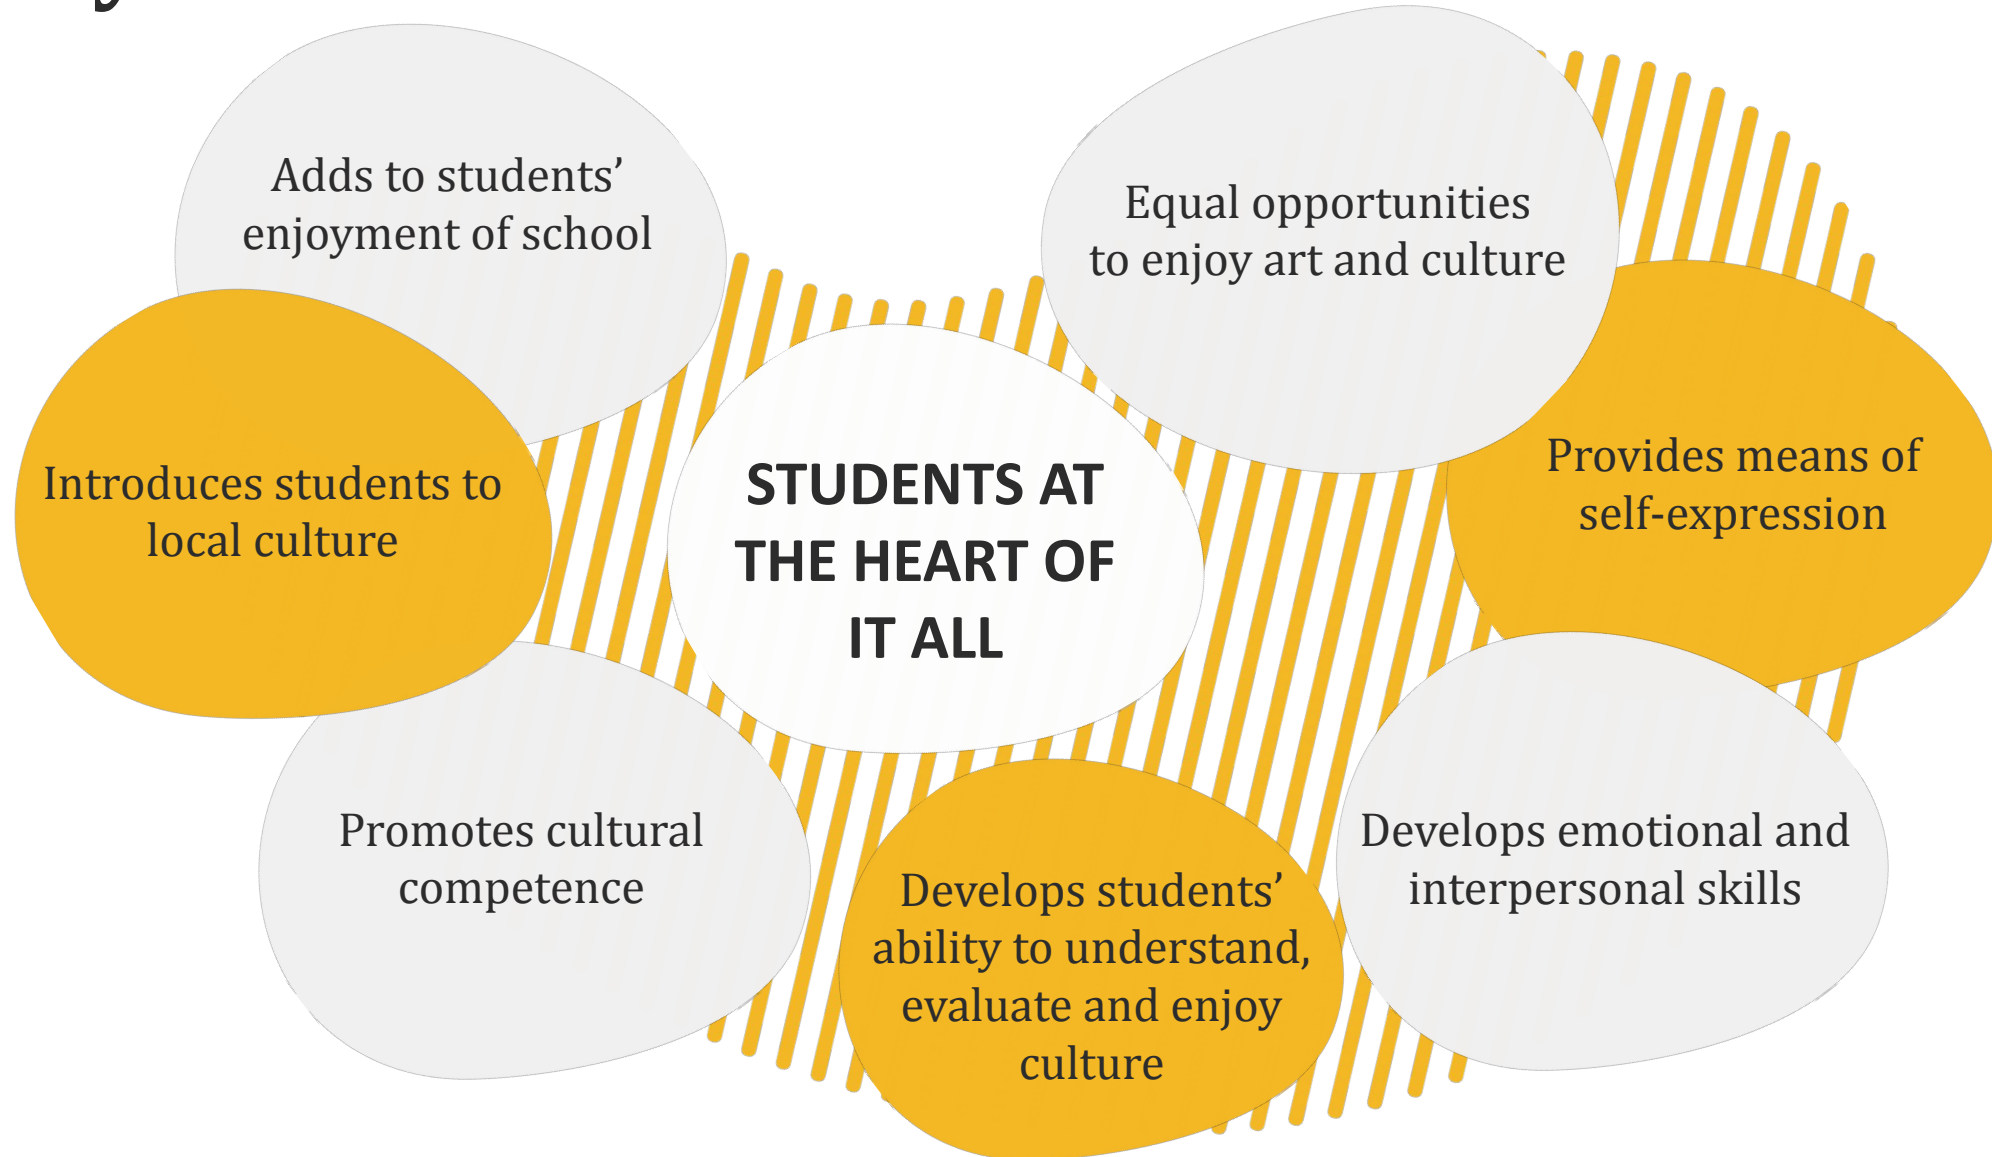 Adds to students’
enjoyment of school
Equal opportunities
to enjoy art and culture
Introduces students to
local culture
STUDENTS AT
THE HEART OF
IT ALL
Provides means of
self-expression
Promotes cultural
competence
Develops students’
ability to understand,
evaluate and enjoy
culture
Develops emotional and
interpersonal skills